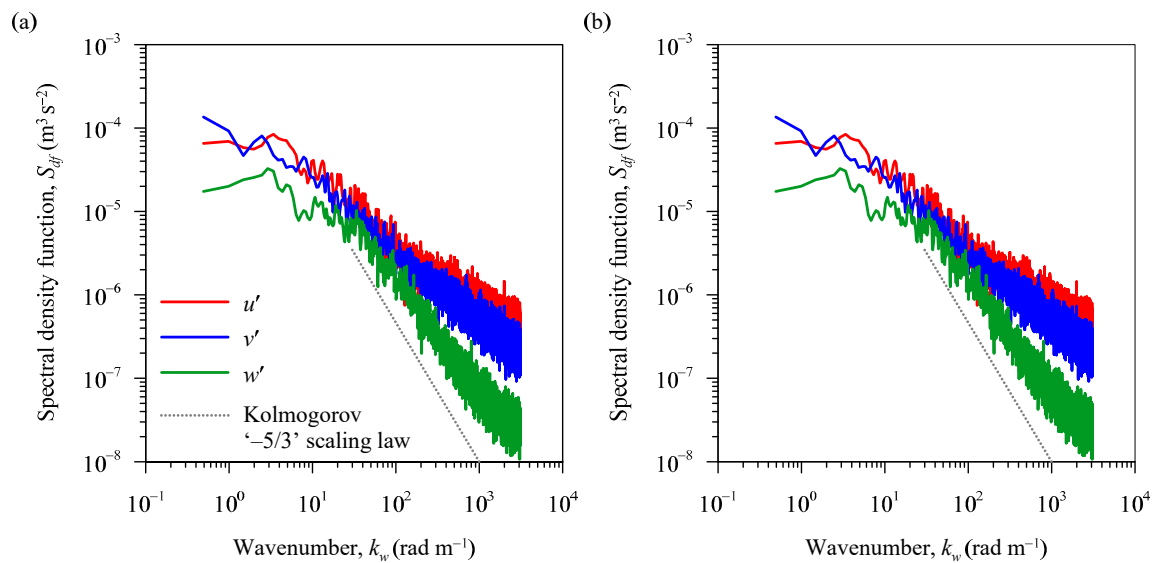 (a)
(b)
10⁻³
10⁻⁴
10⁻⁵
10⁻⁶
10⁻⁷
10⁻⁸
Spectral density function, S_df (m³ s⁻²)
u′
v′
w′
Kolmogorov
‘–5/3’ scaling law
10⁻¹ 10⁰ 10¹ 10² 10³ 10⁴
Wavenumber, k_w (rad m⁻¹)
10⁻³
10⁻⁴
10⁻⁵
10⁻⁶
10⁻⁷
10⁻⁸
Spectral density function, S_df (m³ s⁻²)
10⁻¹ 10⁰ 10¹ 10² 10³ 10⁴
Wavenumber, k_w (rad m⁻¹)